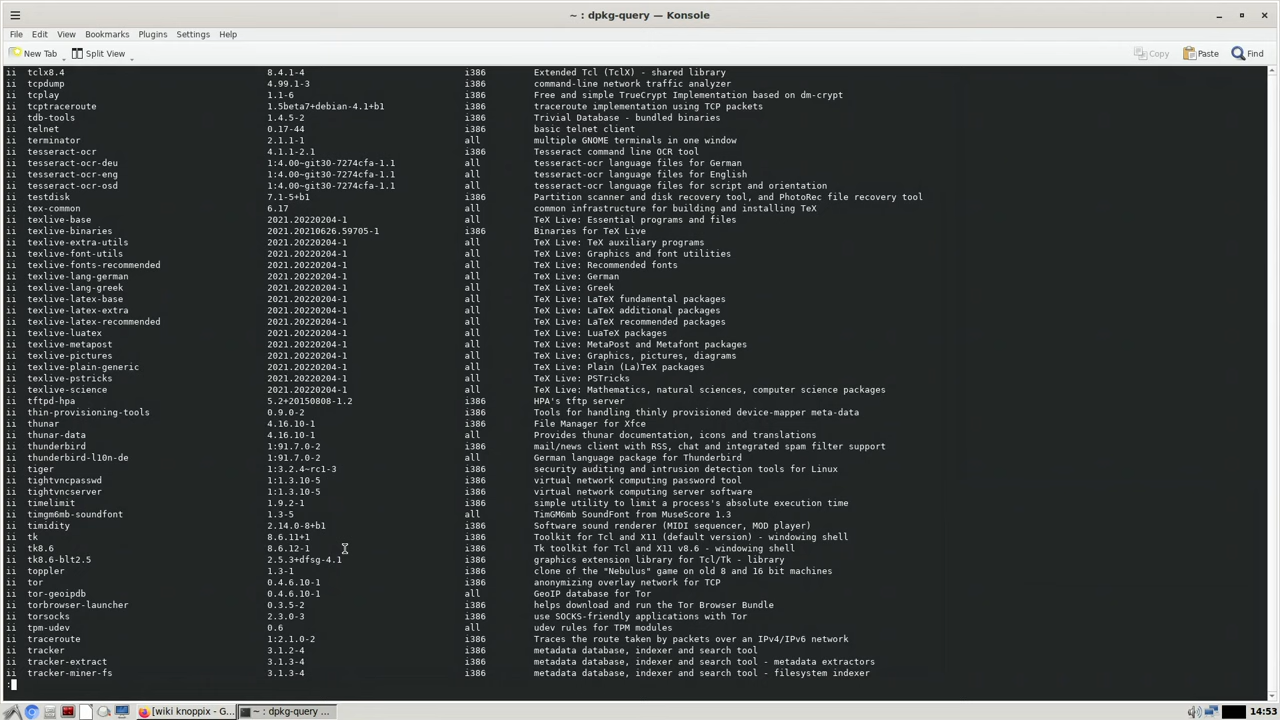 ~ : dpkg-query — Konsole
File Edit View Bookmarks Plugins Settings Help
New Tab Split View Copy Paste Find
ii tclx8.4 8.4.1-4 i386 Extended Tcl (TclX) - shared library
ii tcpdump 4.99.1-3 i386 command-line network traffic analyzer
ii tcplay 1.1-6 i386 Free and simple TrueCrypt Implementation based on dm-crypt
ii tcptraceroute 1.5beta7+debian-4.1+b1 i386 traceroute implementation using TCP packets
ii tdb-tools 1.4.5-2 i386 Trivial Database - bundled binaries
ii telnet 0.17-44 i386 basic telnet client
ii terminator 2.1.1-1 all multiple GNOME terminals in one window
ii tesseract-ocr 4.1.1-2.1 i386 Tesseract command line OCR tool
ii tesseract-ocr-deu 1:4.00~git30-7274cfa-1.1 all tesseract-ocr language files for German
ii tesseract-ocr-eng 1:4.00~git30-7274cfa-1.1 all tesseract-ocr language files for English
ii tesseract-ocr-osd 1:4.00~git30-7274cfa-1.1 all tesseract-ocr language files for script and orientation
ii testdisk 7.1-5+b1 i386 Partition scanner and disk recovery tool, and PhotoRec file recovery tool
ii tex-common 6.17 all common infrastructure for building and installing TeX
ii texlive-base 2021.20220204-1 all TeX Live: Essential programs and files
ii texlive-binaries 2021.20210626.59705-1 i386 Binaries for TeX Live
ii texlive-extra-utils 2021.20220204-1 all TeX Live: TeX auxiliary programs
ii texlive-font-utils 2021.20220204-1 all TeX Live: Graphics and font utilities
ii texlive-fonts-recommended 2021.20220204-1 all TeX Live: Recommended fonts
ii texlive-lang-german 2021.20220204-1 all TeX Live: German
ii texlive-lang-greek 2021.20220204-1 all TeX Live: Greek
ii texlive-latex-base 2021.20220204-1 all TeX Live: LaTeX fundamental packages
ii texlive-latex-extra 2021.20220204-1 all TeX Live: LaTeX additional packages
ii texlive-latex-recommended 2021.20220204-1 all TeX Live: LaTeX recommended packages
ii texlive-luatex 2021.20220204-1 all TeX Live: LuaTeX packages
ii texlive-metapost 2021.20220204-1 all TeX Live: MetaPost and Metafont packages
ii texlive-pictures 2021.20220204-1 all TeX Live: Graphics, pictures, diagrams
ii texlive-plain-generic 2021.20220204-1 all TeX Live: Plain (La)TeX packages
ii texlive-pstricks 2021.20220204-1 all TeX Live: PSTricks
ii texlive-science 2021.20220204-1 all TeX Live: Mathematics, natural sciences, computer science packages
ii tftpd-hpa 5.2+20150808-1.2 i386 HPA's tftp server
ii thin-provisioning-tools 0.9.0-2 i386 Tools for handling thinly provisioned device-mapper meta-data
ii thunar 4.16.10-1 i386 File Manager for Xfce
ii thunar-data 4.16.10-1 all Provides thunar documentation, icons and translations
ii thunderbird 1:91.7.0-2 i386 mail/news client with RSS, chat and integrated spam filter support
ii thunderbird-l10n-de 1:91.7.0-2 all German language package for Thunderbird
ii tiger 1:3.2.4~rc1-3 i386 security auditing and intrusion detection tools for Linux
ii tightvncpasswd 1:1.3.10-5 i386 virtual network computing password tool
ii tightvncserver 1:1.3.10-5 i386 virtual network computing server software
ii timelimit 1.9.2-1 i386 simple utility to limit a process's absolute execution time
ii timgm6mb-soundfont 1.3-5 all TimGM6mb SoundFont from MuseScore 1.3
ii timidity 2.14.0-8+b1 i386 Software sound renderer (MIDI sequencer, MOD player)
ii tk 8.6.11+1 i386 Toolkit for Tcl and X11 (default version) - windowing shell
ii tk8.6 8.6.12-1 i386 Tk toolkit for Tcl and X11 v8.6 - windowing shell
ii tk8.6-blt2.5 2.5.3+dfsg-4.1 i386 graphics extension library for Tcl/Tk - library
ii toppler 1.3-1 i386 clone of the "Nebulus" game on old 8 and 16 bit machines
ii tor 0.4.6.10-1 i386 anonymizing overlay network for TCP
ii tor-geoipdb 0.4.6.10-1 all GeoIP database for Tor
ii torbrowser-launcher 0.3.5-2 i386 helps download and run the Tor Browser Bundle
ii torsocks 2.3.0-3 i386 use SOCKS-friendly applications with Tor
ii tpm-udev 0.6 all udev rules for TPM modules
ii traceroute 1:2.1.0-2 i386 Traces the route taken by packets over an IPv4/IPv6 network
ii tracker 3.1.2-4 i386 metadata database, indexer and search tool
ii tracker-extract 3.1.3-4 i386 metadata database, indexer and search tool - metadata extractors
ii tracker-miner-fs 3.1.3-4 i386 metadata database, indexer and search tool - filesystem indexer
:
[wiki knoppix - G... ~ : dpkg-query ... 14:53